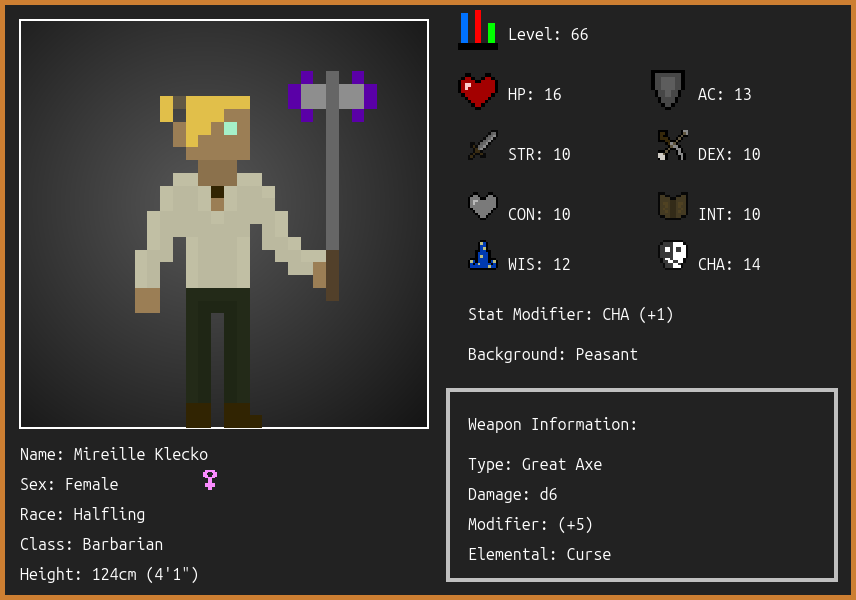 Level: 66
HP: 16
AC: 13
STR: 10
DEX: 10
CON: 10
INT: 10
WIS: 12
CHA: 14
Stat Modifier: CHA (+1)
Background: Peasant
Weapon Information:
Type: Great Axe
Damage: d6
Modifier: (+5)
Elemental: Curse
Name: Mireille Klecko
Sex: Female
Race: Halfling
Class: Barbarian
Height: 124cm (4'1")